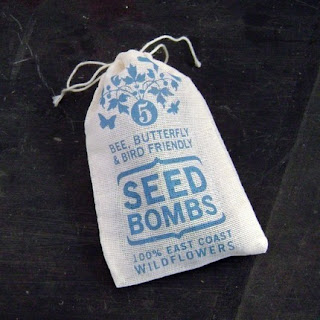 5
BEE, BUTTERFLY
& BIRD FRIENDLY
SEED
BOMBS
100% EAST COAST
WILDFLOWERS